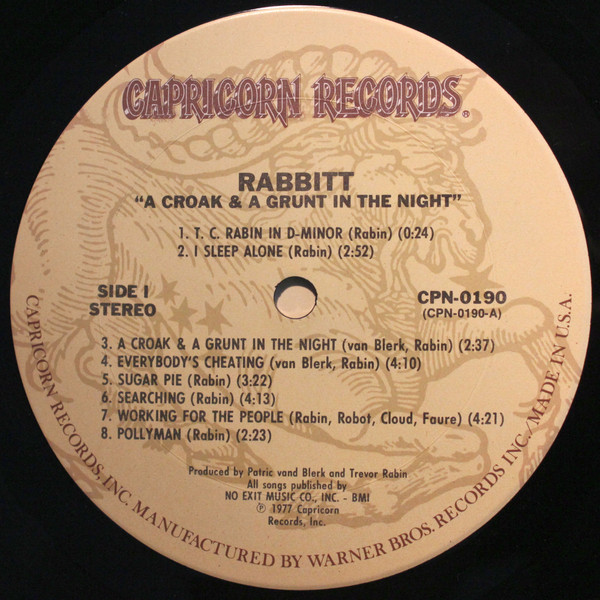 CAPRICORN RECORDS®
RABBITT
"A CROAK & A GRUNT IN THE NIGHT"
1. T. C. RABIN IN D-MINOR (Rabin) (0:24)
2. I SLEEP ALONE (Rabin) (2:52)
SIDE I
STEREO
CPN-0190
(CPN-0190-A)
3. A CROAK & A GRUNT IN THE NIGHT (van Blerk, Rabin) (2:37)
4. EVERYBODY'S CHEATING (van Blerk, Rabin) (4:10)
5. SUGAR PIE (Rabin) (3:22)
6. SEARCHING (Rabin) (4:13)
7. WORKING FOR THE PEOPLE (Rabin, Robot, Cloud, Faure) (4:21)
8. POLLYMAN (Rabin) (2:23)
Produced by Patric vand Blerk and Trevor Rabin
All songs published by
NO EXIT MUSIC CO., INC. - BMI
℗ 1977 Capricorn
Records, Inc.
CAPRICORN RECORDS, INC. MANUFACTURED BY WARNER BROS. RECORDS INC./MADE IN U.S.A.